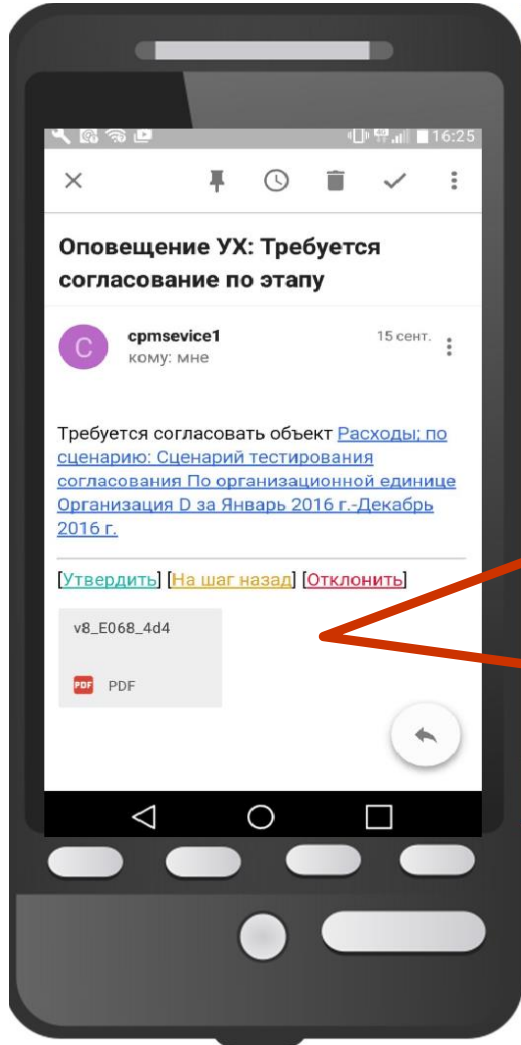 16:25
Оповещение УХ: Требуется
согласование по этапу
C
cpmsevice1
15 сент.
кому: мне
Требуется согласовать объект Расходы; по
сценарию: Сценарий тестирования
согласования По организационной единице
Организация D за Январь 2016 г.-Декабрь
2016 г.
[Утвердить] [На шаг назад] [Отклонить]
v8_E068_4d4
PDF PDF